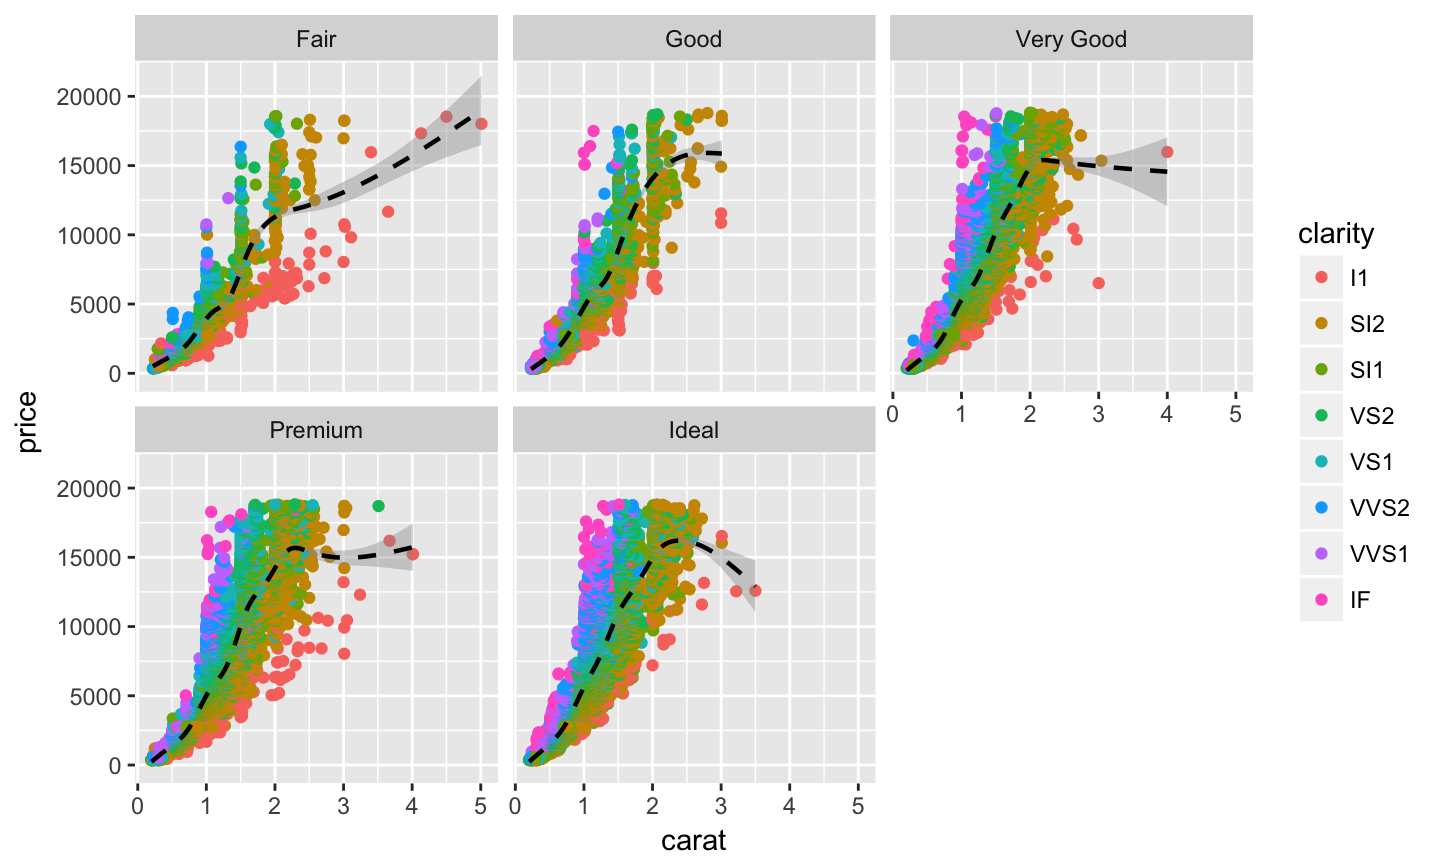 Fair
Good
Very Good
20000
15000
10000
5000
0
0 1 2 3 4 5
price
Premium
Ideal
20000
15000
10000
5000
0
0 1 2 3 4 5
0 1 2 3 4 5
carat
clarity
I1
SI2
SI1
VS2
VS1
VVS2
VVS1
IF